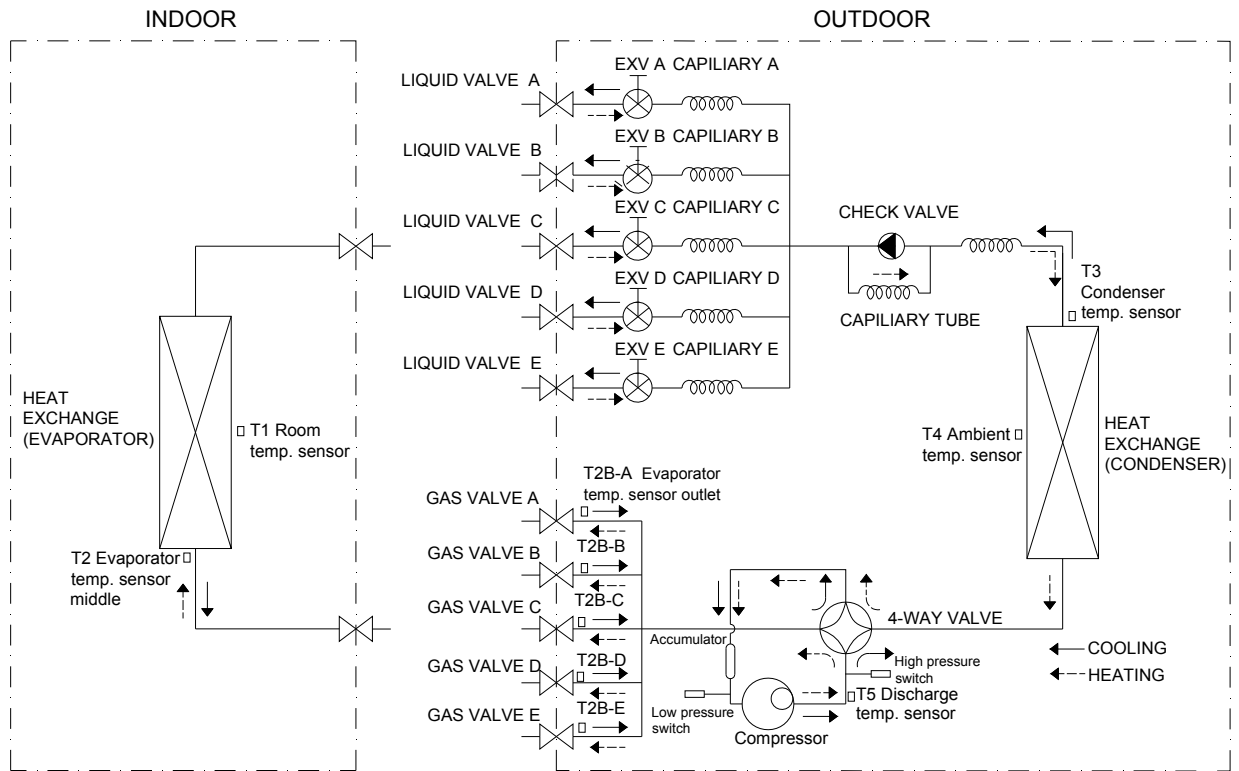 INDOOR
OUTDOOR
EXV A CAPILIARY A
LIQUID VALVE A
EXV B CAPILIARY B
LIQUID VALVE B
EXV C CAPILIARY C
LIQUID VALVE C
CHECK VALVE
EXV D CAPILIARY D
LIQUID VALVE D
CAPILIARY TUBE
T3
Condenser
temp. sensor
EXV E CAPILIARY E
LIQUID VALVE E
HEAT
EXCHANGE
(EVAPORATOR)
T1 Room
temp. sensor
T4 Ambient
temp. sensor
HEAT
EXCHANGE
(CONDENSER)
T2B-A Evaporator
temp. sensor outlet
GAS VALVE A
T2 Evaporator
temp. sensor
middle
T2B-B
GAS VALVE B
T2B-C
GAS VALVE C
4-WAY VALVE
Accumulator
COOLING
HEATING
T2B-D
GAS VALVE D
High pressure
switch
T2B-E
GAS VALVE E
Low pressure
switch
T5 Discharge
temp. sensor
Compressor